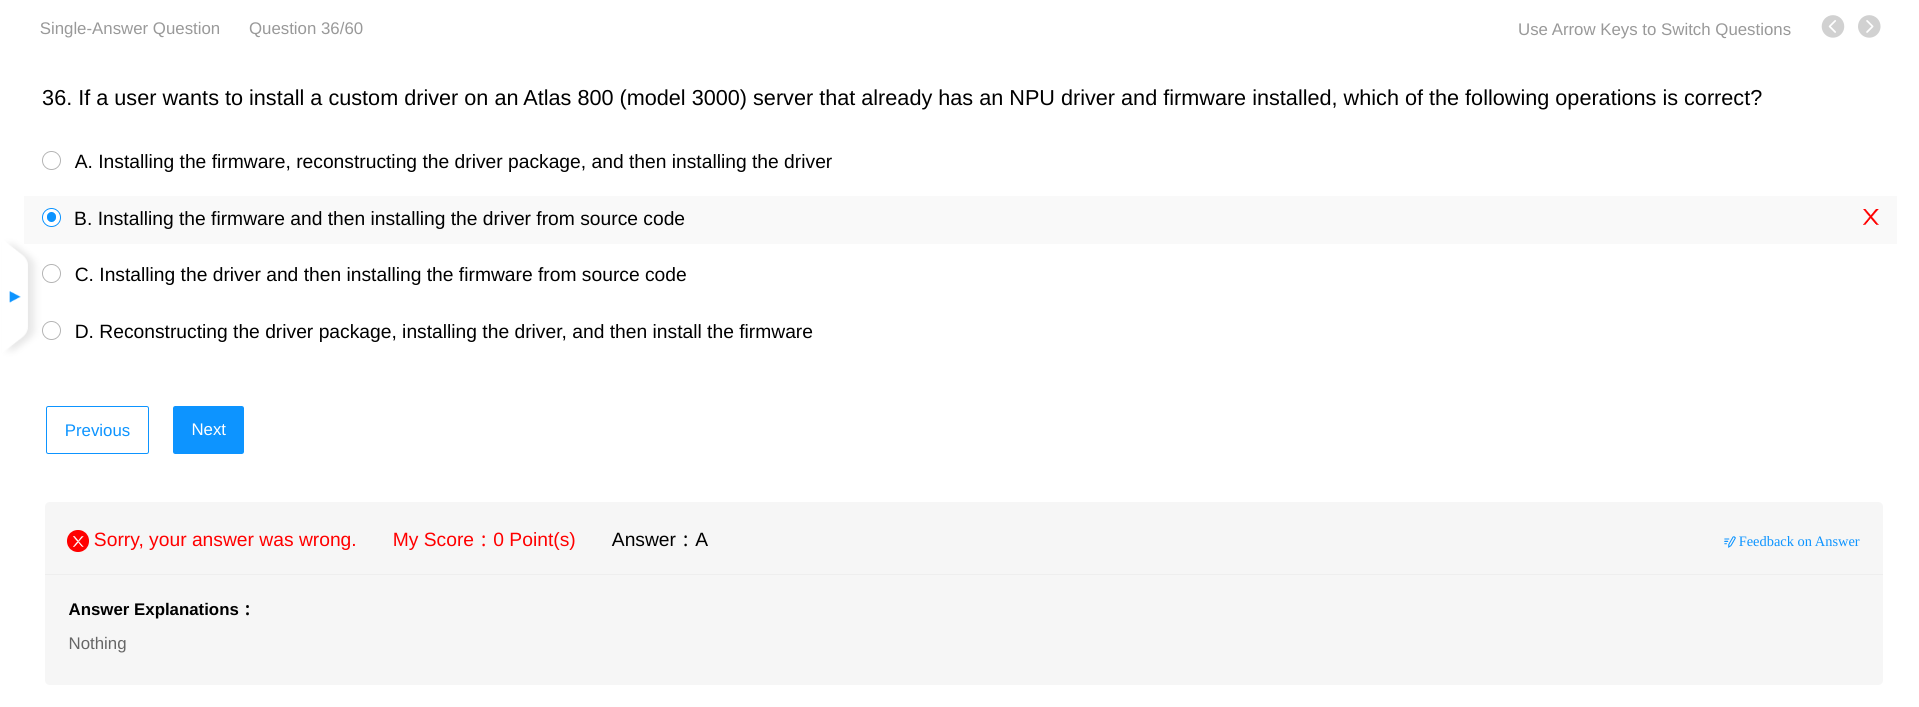 Single-Answer Question Question 36/60 Use Arrow Keys to Switch Questions
36. If a user wants to install a custom driver on an Atlas 800 (model 3000) server that already has an NPU driver and firmware installed, which of the following operations is correct?
A. Installing the firmware, reconstructing the driver package, and then installing the driver
B. Installing the firmware and then installing the driver from source code
C. Installing the driver and then installing the firmware from source code
D. Reconstructing the driver package, installing the driver, and then install the firmware
Previous Next
Sorry, your answer was wrong. My Score：0 Point(s) Answer：A Feedback on Answer
Answer Explanations：
Nothing